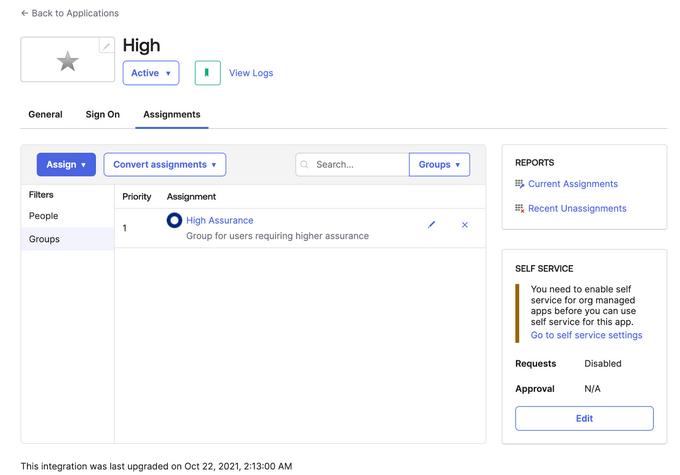 ← Back to Applications
High
Active ▼
View Logs
General Sign On Assignments
Assign ▼ Convert assignments ▼ Search... Groups ▼
Filters
People
Groups
Priority Assignment
1 High Assurance
Group for users requiring higher assurance
REPORTS
Current Assignments
Recent Unassignments
SELF SERVICE
You need to enable self
service for org managed
apps before you can use
self service for this app.
Go to self service settings
Requests Disabled
Approval N/A
Edit
This integration was last upgraded on Oct 22, 2021, 2:13:00 AM